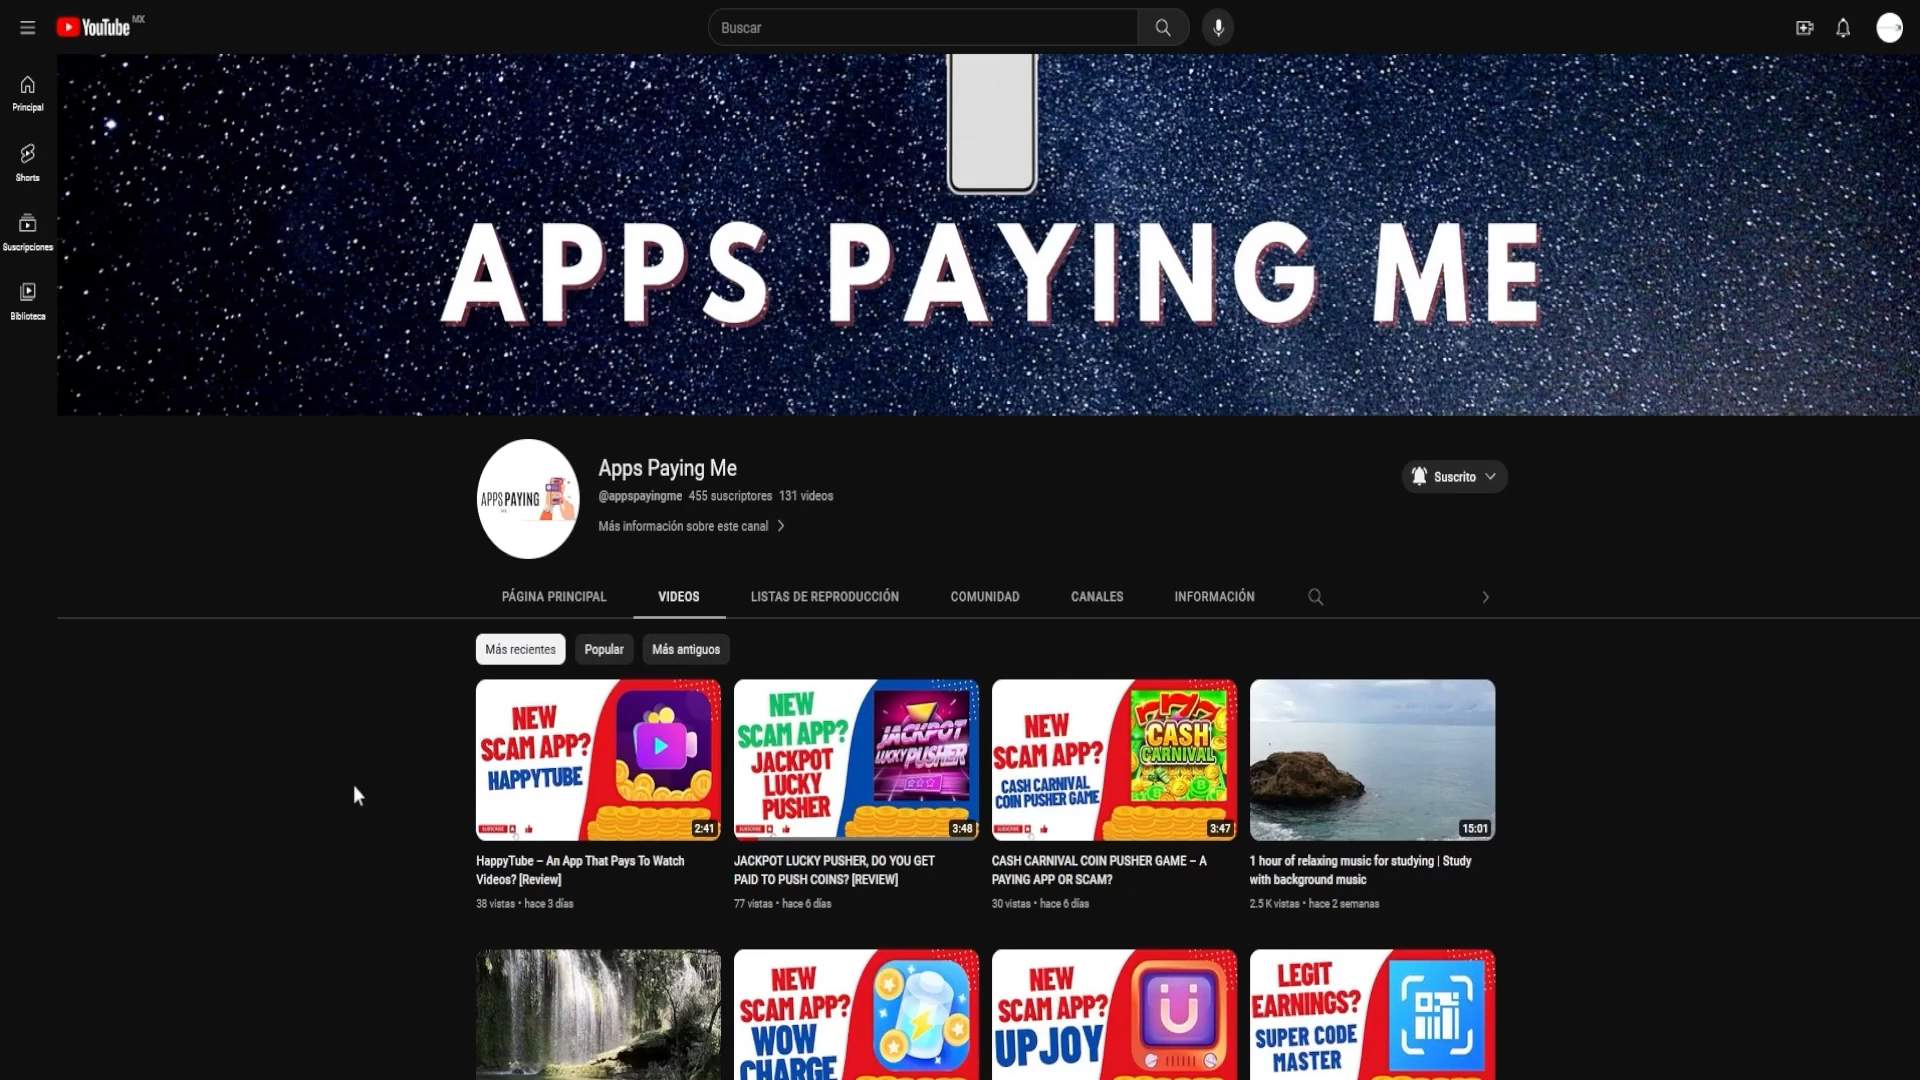 YouTube MX
Buscar
Principal
Shorts
Suscripciones
Biblioteca
APPS PAYING ME
APPS PAYING
Apps Paying Me
@appspayingme 455 suscriptores 131 videos
Más información sobre este canal
Suscrito
PÁGINA PRINCIPAL VIDEOS LISTAS DE REPRODUCCIÓN COMUNIDAD CANALES INFORMACIÓN
Más recientes Popular Más antiguos
NEW
SCAM APP?
HAPPYTUBE
SUBSCRIBE
2:41
NEW
SCAM APP?
JACKPOT
LUCKY
PUSHER
JACKPOT
LUCKY PUSHER
SUBSCRIBE
3:48
NEW
SCAM APP?
CASH CARNIVAL
COIN PUSHER GAME
777
CASH
CARNIVAL
SUBSCRIBE
3:47
15:01
HappyTube – An App That Pays To Watch
Videos? [Review]
38 vistas • hace 3 días
JACKPOT LUCKY PUSHER, DO YOU GET
PAID TO PUSH COINS? [REVIEW]
77 vistas • hace 6 días
CASH CARNIVAL COIN PUSHER GAME – A
PAYING APP OR SCAM?
30 vistas • hace 6 días
1 hour of relaxing music for studying | Study
with background music
2.5 K vistas • hace 2 semanas
NEW
SCAM APP?
WOW
CHARGE
NEW
SCAM APP?
UPJOY
LEGIT
EARNINGS?
SUPER CODE
MASTER